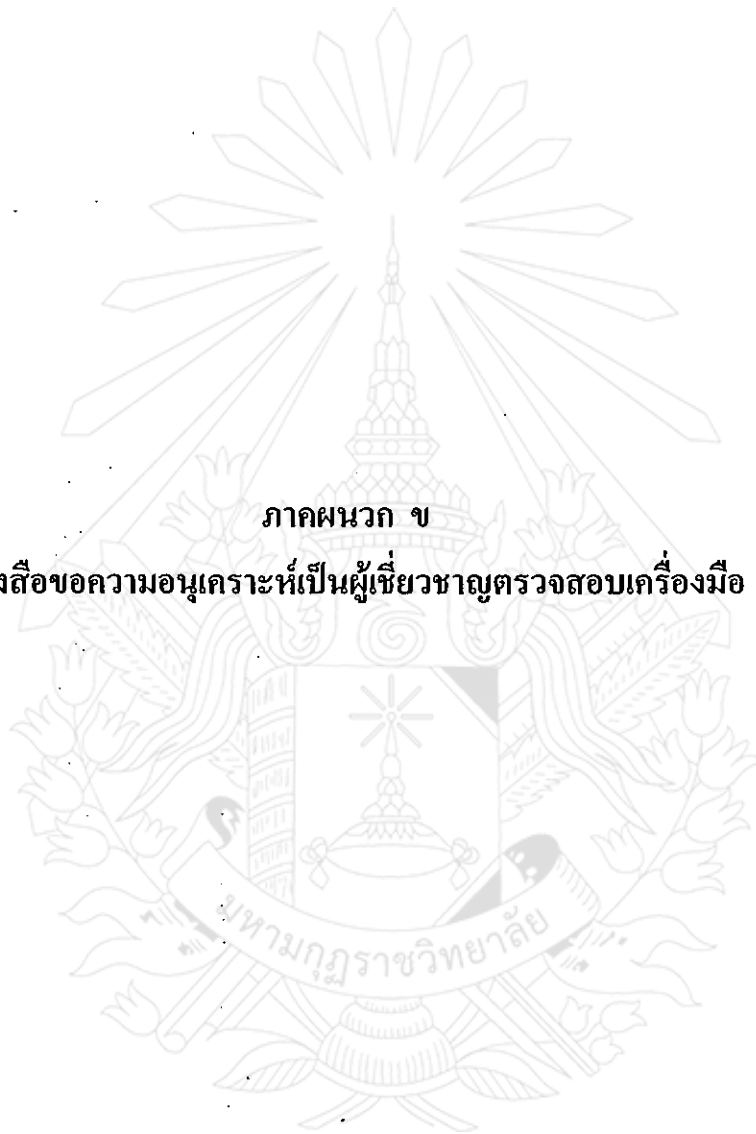 ภาคผนวก ข
งสือขอความอนุเคราะห์เป็นผู้เชี่ยวชาญตรวจสอบเครื่องมือ
มหามกุฏราชวิทยาลัย